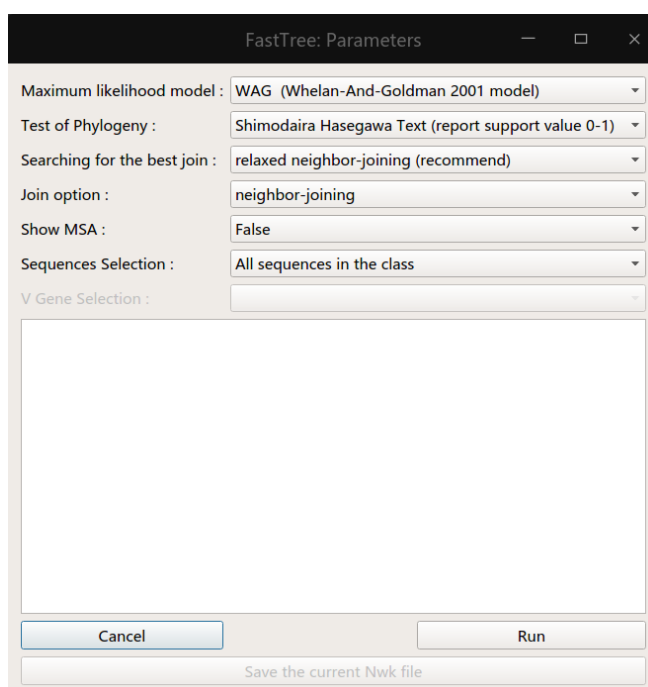 FastTree: Parameters
Maximum likelihood model : WAG (Whelan-And-Goldman 2001 model)
Test of Phylogeny : Shimodaira Hasegawa Text (report support value 0-1)
Searching for the best join : relaxed neighbor-joining (recommend)
Join option : neighbor-joining
Show MSA : False
Sequences Selection : All sequences in the class
V Gene Selection :
Cancel Run
Save the current Nwk file